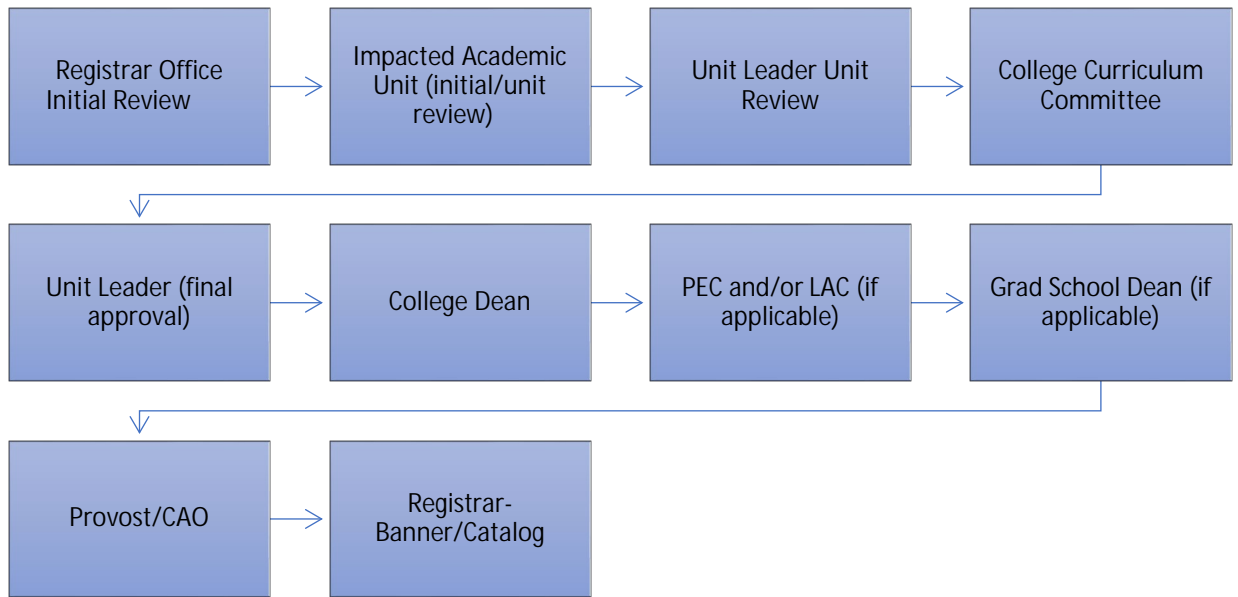 Registrar Office
Initial Review
Impacted Academic
Unit (initial/unit
review)
Unit Leader Unit
Review
College Curriculum
Committee
Unit Leader (final
approval)
College Dean
PEC and/or LAC (if
applicable)
Grad School Dean (if
applicable)
Provost/CAO
Registrar-
Banner/Catalog